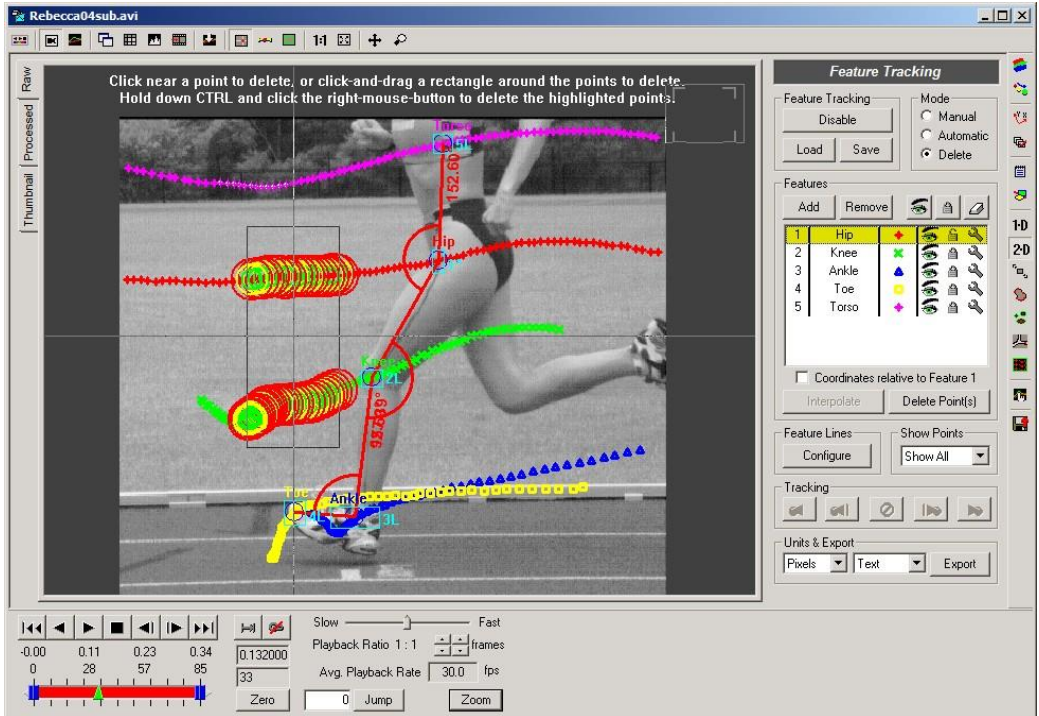 Rebecca04sub.avi
1:1
Raw
Processed
Thumbnail
Click near a point to delete, or click-and-drag a rectangle around the points to delete.
Hold down CTRL and click the right-mouse-button to delete the highlighted points.
Torso
5L
152.60
Hip
Knee
2L
Toe
Ankle
3L
Feature Tracking
Feature Tracking
Disable
Load
Save
Mode
Manual
Automatic
Delete
Features
Add
Remove
1 Hip
2 Knee
3 Ankle
4 Toe
5 Torso
Coordinates relative to Feature 1
Interpolate
Delete Point(s)
Feature Lines
Configure
Show Points
Show All
Tracking
Units & Export
Pixels
Text
Export
1-D
2-D
Slow
Fast
Playback Ratio 1 : 1
frames
Avg. Playback Rate 30.0 fps
0 Jump
Zoom
-0.00 0.11 0.23 0.34
0 28 57 85
0.132000
33
Zero